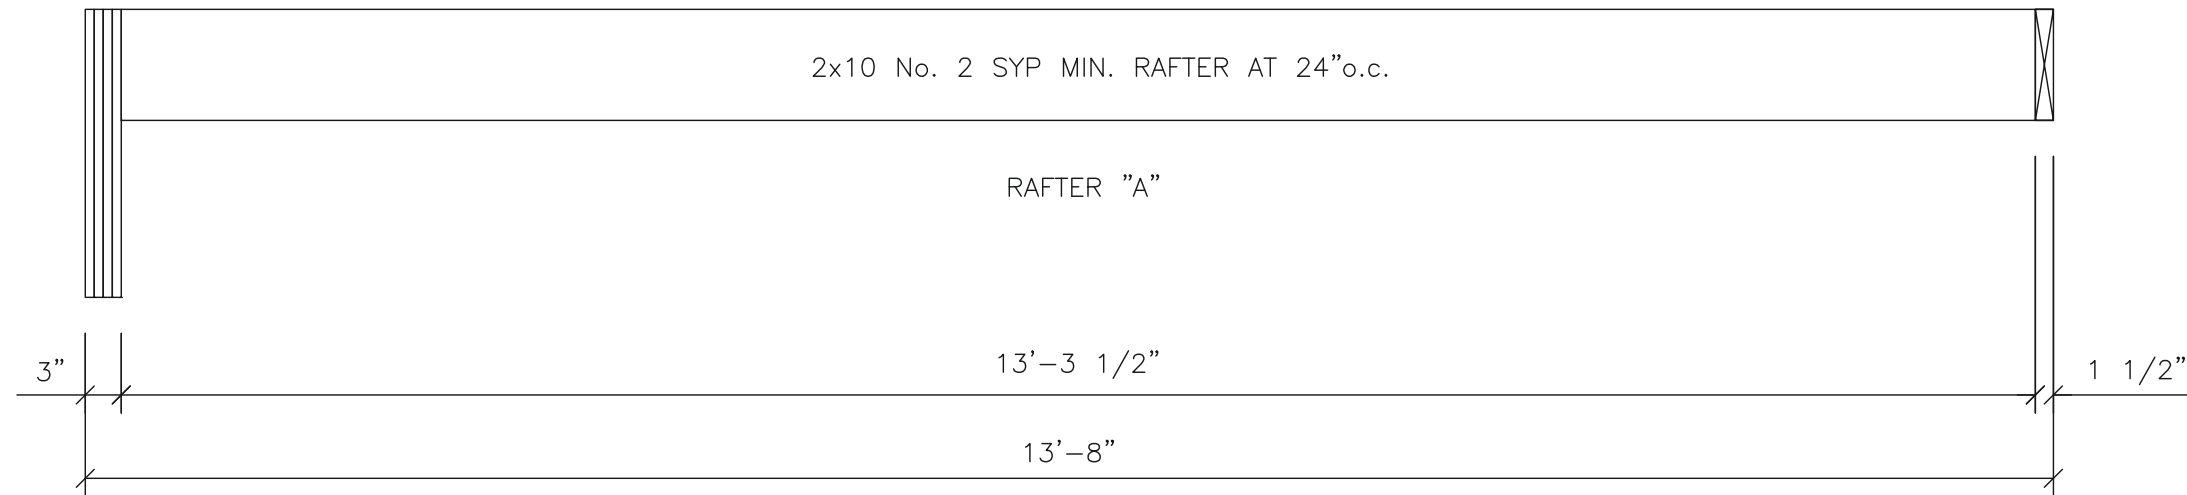 2x10 No. 2 SYP MIN. RAFTER AT 24”o.c.
RAFTER ”A”
3”
13’-3 1/2”
1 1/2”
13’-8”